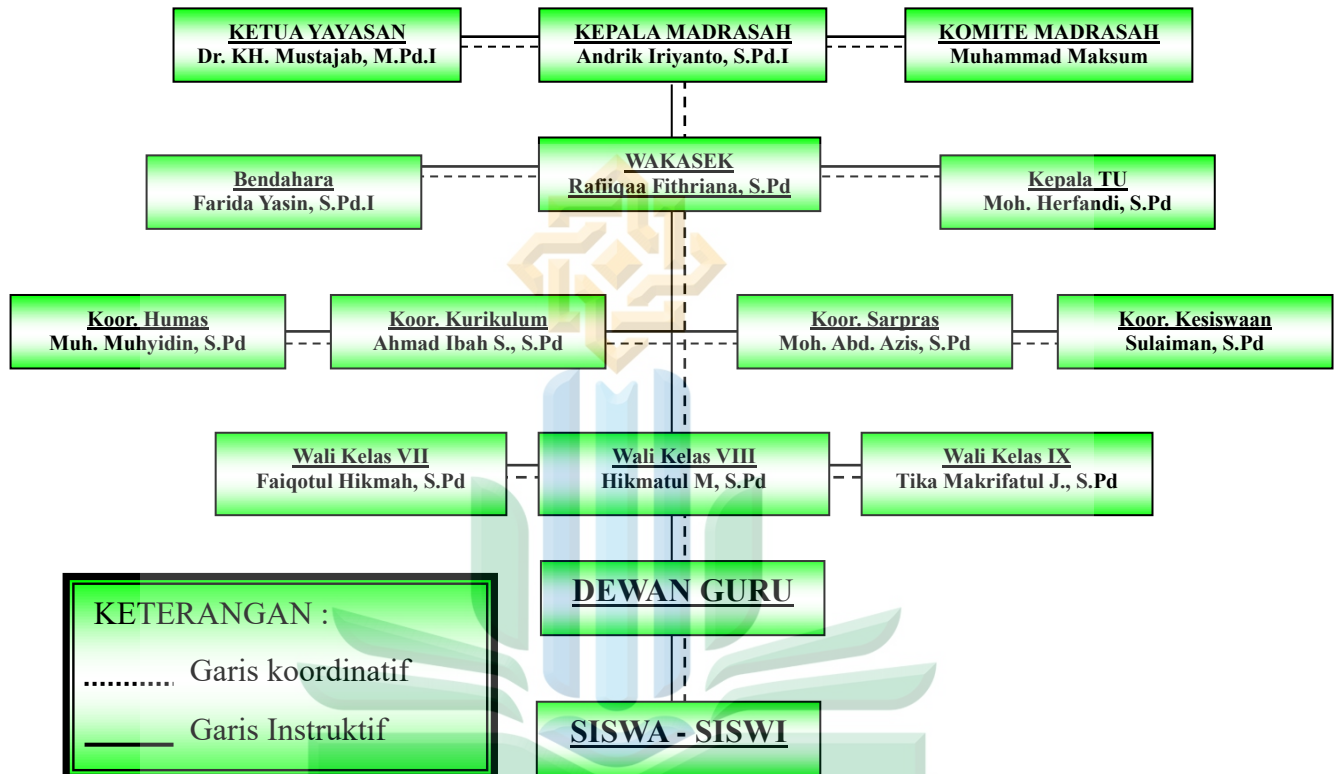 KETUA YAYASAN
Dr. KH. Mustajab, M.Pd.I
KEPALA MADRASAH
Andrik Iriyanto, S.Pd.I
KOMITE MADRASAH
Muhammad Maksum
Bendahara
Farida Yasin, S.Pd.I
WAKASEK
Rafiiqaa Fithriana, S.Pd
Kepala TU
Moh. Herfandi, S.Pd
Koor. Humas
Muh. Muhyidin, S.Pd
Koor. Kurikulum
Ahmad Ibah S., S.Pd
Koor. Sarpras
Moh. Abd. Azis, S.Pd
Koor. Kesiswaan
Sulaiman, S.Pd
Wali Kelas VII
Faiqotul Hikmah, S.Pd
Wali Kelas VIII
Hikmatul M, S.Pd
Wali Kelas IX
Tika Makrifatul J., S.Pd
DEWAN GURU
SISWA - SISWI
KETERANGAN :
Garis koordinatif
Garis Instruktif